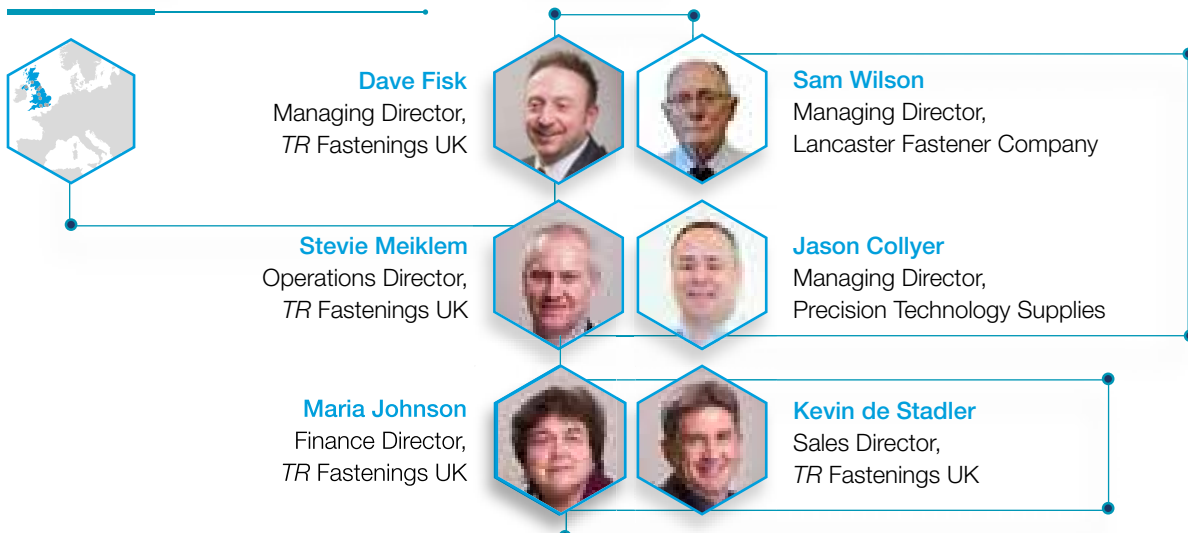 Dave Fisk
Managing Director,
TR Fastenings UK
Sam Wilson
Managing Director,
Lancaster Fastener Company
Stevie Meiklem
Operations Director,
TR Fastenings UK
Jason Collyer
Managing Director,
Precision Technology Supplies
Maria Johnson
Finance Director,
TR Fastenings UK
Kevin de Stadler
Sales Director,
TR Fastenings UK